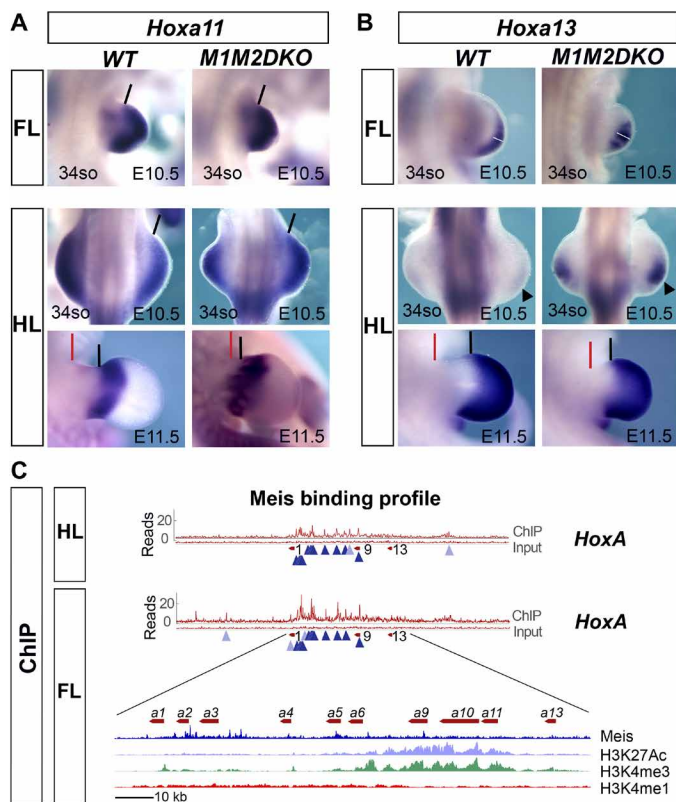 A
Hoxa11
WT M1M2DKO
FL
34so E10.5
34so E10.5
HL
34so E10.5
34so E10.5
E11.5
E11.5
B
Hoxa13
WT M1M2DKO
FL
34so E10.5
34so E10.5
HL
34so E10.5
34so E10.5
E11.5
E11.5
C
ChIP
HL
Meis binding profile
Reads
20
0
ChIP
Input
HoxA
1 9 13
FL
Reads
20
0
ChIP
Input
HoxA
1 9 13
a1 a2 a3 a4 a5 a6 a9 a10 a11 a13
Meis
H3K27Ac
H3K4me3
H3K4me1
10 kb